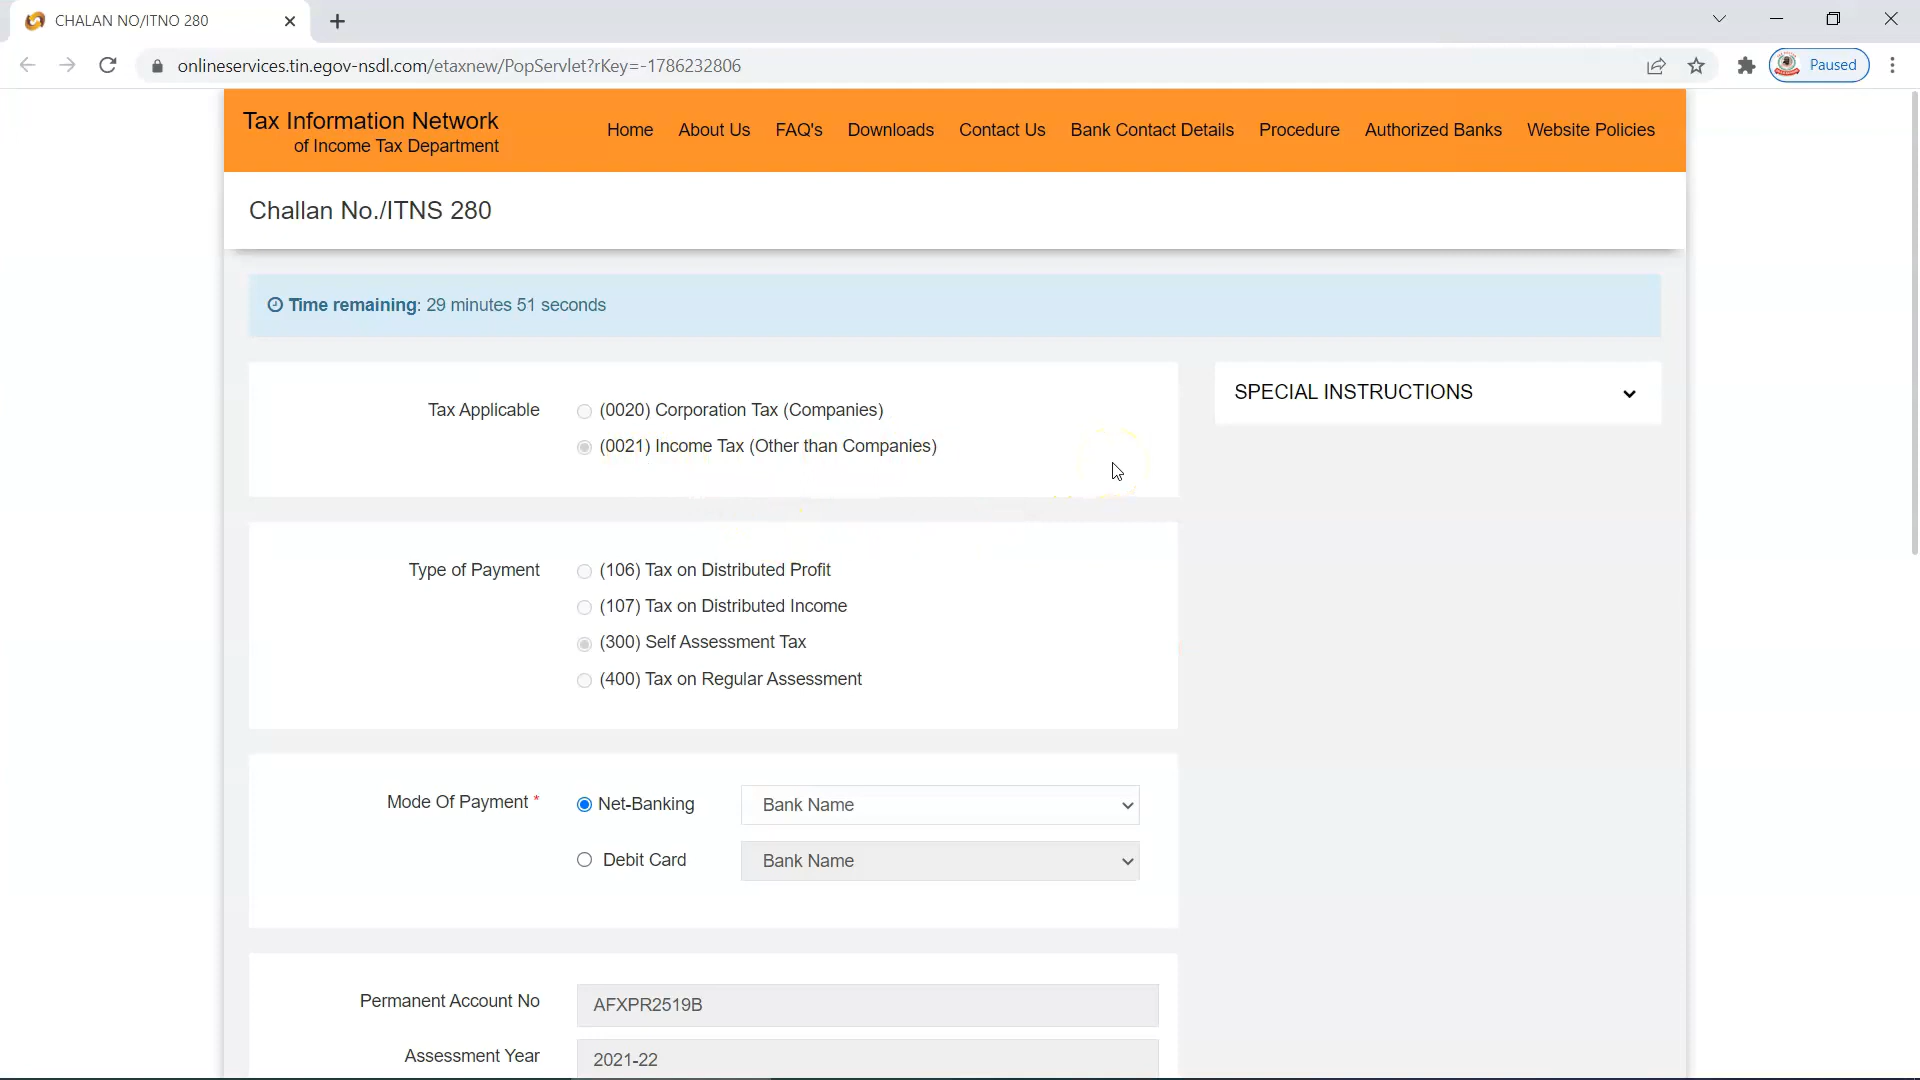 CHALAN NO/ITNO 280
onlineservices.tin.egov-nsdl.com/etaxnew/PopServlet?rKey=-1786232806
Paused
Tax Information Network
of Income Tax Department
Home About Us FAQ's Downloads Contact Us Bank Contact Details Procedure Authorized Banks Website Policies
Challan No./ITNS 280
Time remaining: 29 minutes 51 seconds
SPECIAL INSTRUCTIONS
Tax Applicable (0020) Corporation Tax (Companies)
(0021) Income Tax (Other than Companies)
Type of Payment (106) Tax on Distributed Profit
(107) Tax on Distributed Income
(300) Self Assessment Tax
(400) Tax on Regular Assessment
Mode Of Payment * Net-Banking Bank Name
Debit Card Bank Name
Permanent Account No AFXPR2519B
Assessment Year 2021-22